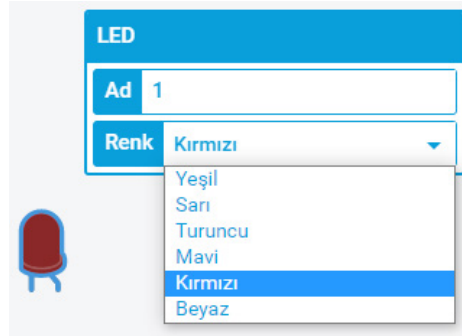 LED
Ad 1
Renk Kırmızı
Yeşil
Sarı
Turuncu
Mavi
Kırmızı
Beyaz